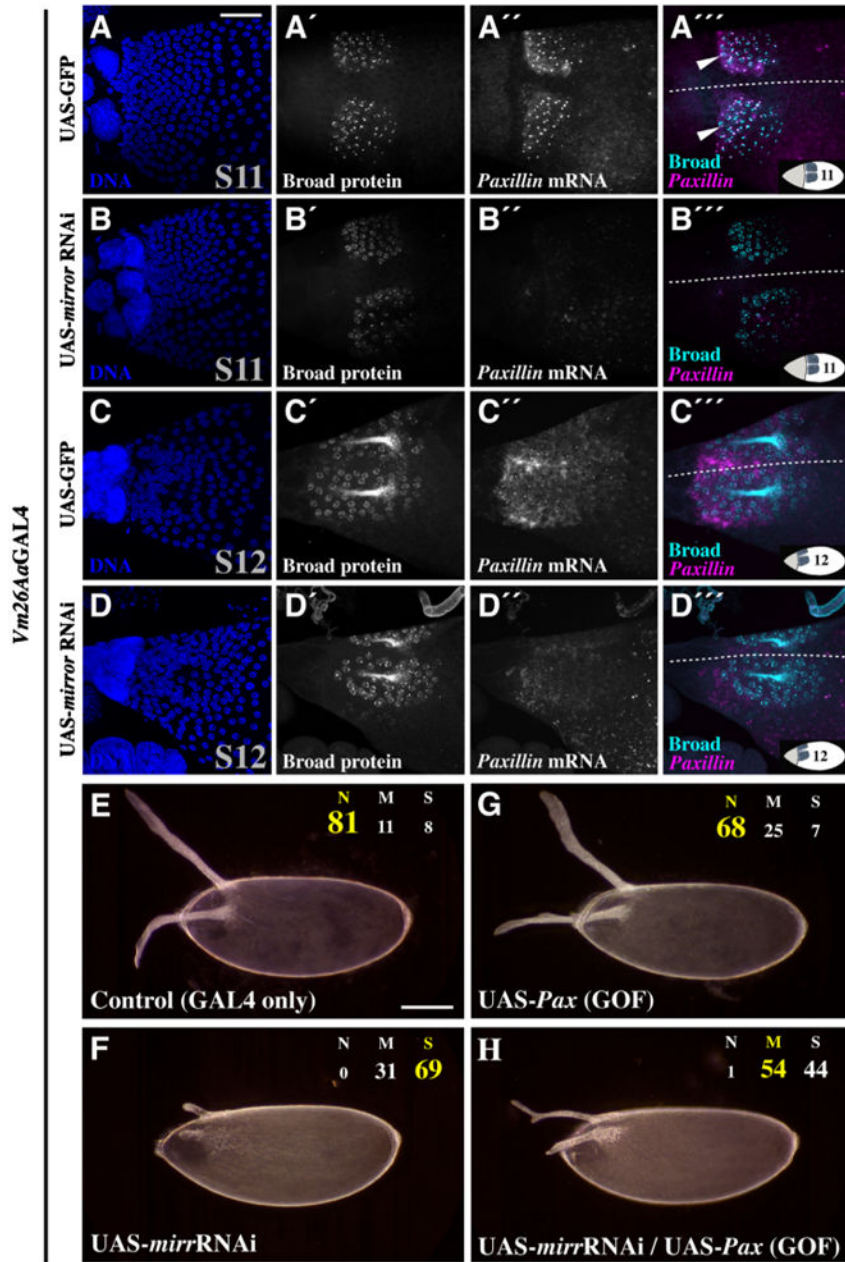 Vm26AaGAL4
UAS-GFP
A
DNA
S11
A′
Broad protein
A′′
Paxillin mRNA
A′′′
Broad
Paxillin
11
UAS-mirror RNAi
B
DNA
S11
B′
Broad protein
B′′
Paxillin mRNA
B′′′
Broad
Paxillin
11
UAS-GFP
C
DNA
S12
C′
Broad protein
C′′
Paxillin mRNA
C′′′
Broad
Paxillin
12
UAS-mirror RNAi
D
DNA
S12
D′
Broad protein
D′′
Paxillin mRNA
D′′′
Broad
Paxillin
12
E
N M S
81 11 8
Control (GAL4 only)
G
N M S
68 25 7
UAS-Pax (GOF)
F
N M S
0 31 69
UAS-mirrRNAi
H
N M S
1 54 44
UAS-mirrRNAi / UAS-Pax (GOF)